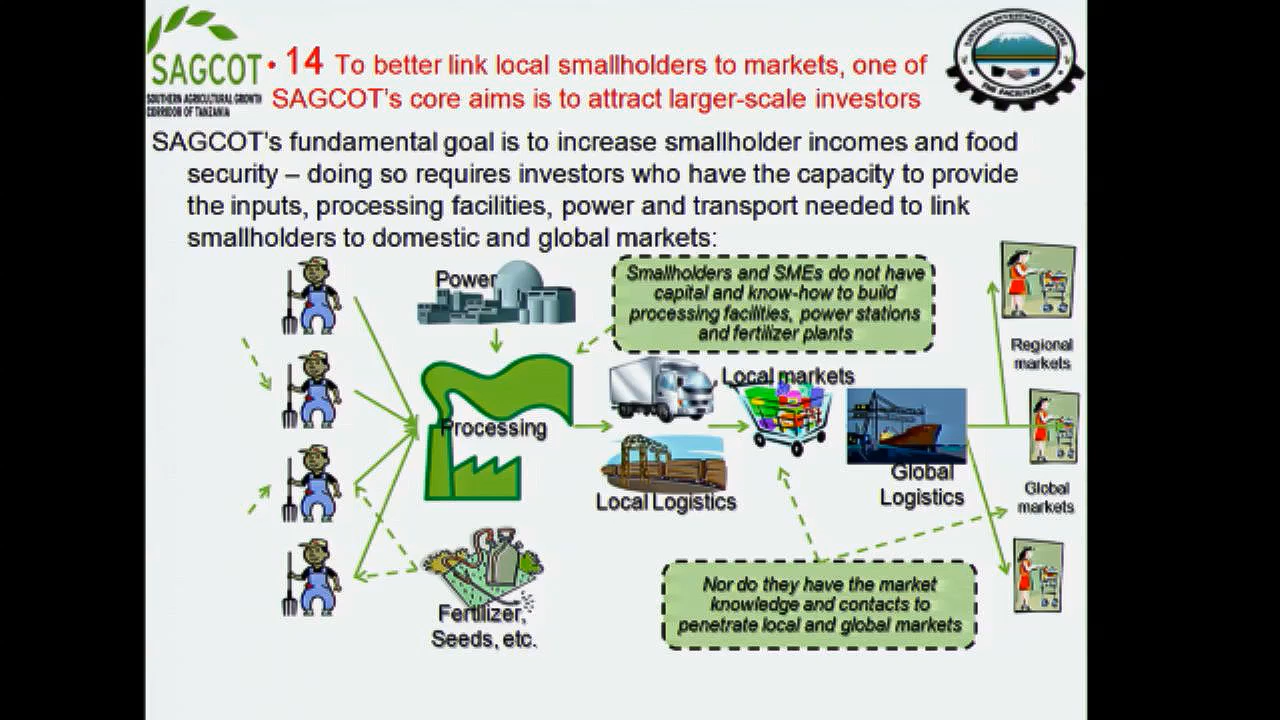 SAGCOT
SOUTHERN AGRICULTURAL GROWTH
CORRIDOR OF TANZANIA
TANZANIA INVESTMENT CENTRE
• 14 To better link local smallholders to markets, one of
SAGCOT's core aims is to attract larger-scale investors
SAGCOT's fundamental goal is to increase smallholder incomes and food
security – doing so requires investors who have the capacity to provide
the inputs, processing facilities, power and transport needed to link
smallholders to domestic and global markets:
Power
Smallholders and SMEs do not have
capital and know-how to build
processing facilities, power stations
and fertilizer plants
Regional
markets
Local markets
Processing
Local Logistics
Global
Logistics
Global
markets
Fertilizer,
Seeds, etc.
Nor do they have the market
knowledge and contacts to
penetrate local and global markets